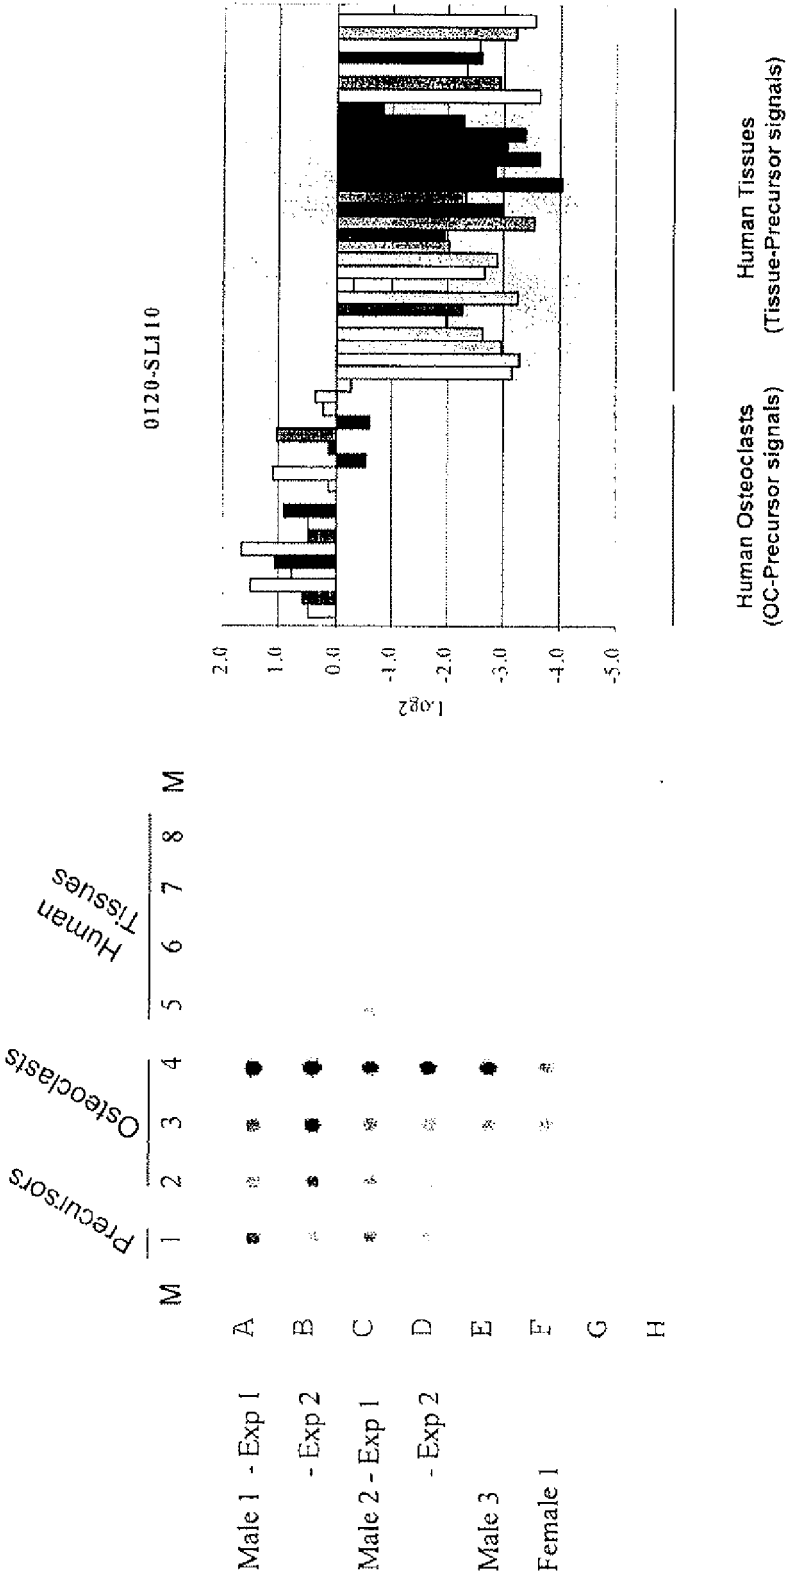 Precursors
Osteoclasts
Human
Tissues
M 1 2 3 4 5 6 7 8 M
Male 1 - Exp 1 A
- Exp 2 B
Male 2 - Exp 1 C
- Exp 2 D
Male 3 E
Female 1 F
G
H
0120-SL110
2.0
1.0
0.0
-1.0
-2.0
-3.0
-4.0
-5.0
Log2
Human Osteoclasts
(OC-Precursor signals)
Human Tissues
(Tissue-Precursor signals)